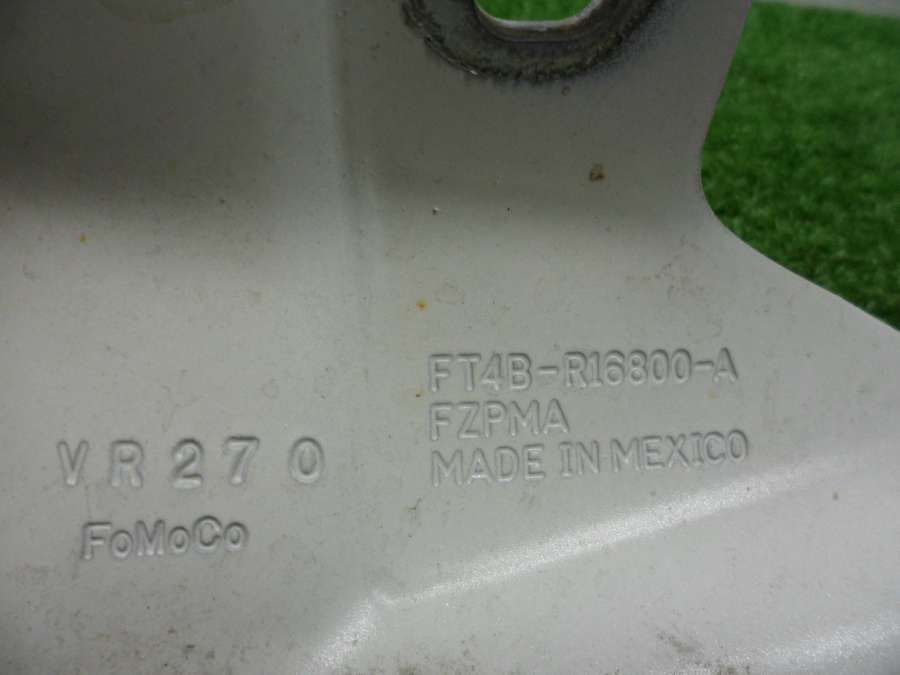 FT4B-R16800-A
FZPMA
MADE IN MEXICO
VR270
FoMoCo